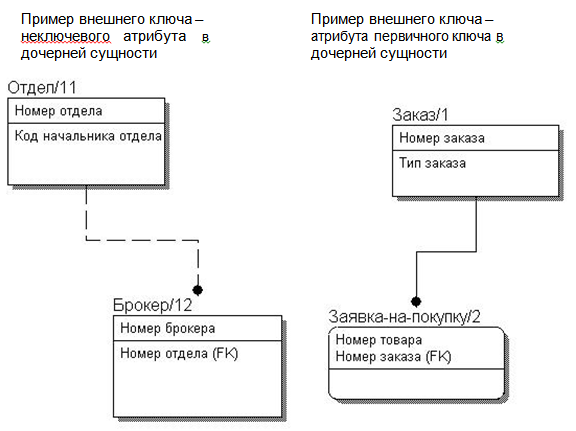 Пример внешнего ключа –
неключевого атрибута в
дочерней сущности
Отдел/11
Номер отдела
Код начальника отдела
Брокер/12
Номер брокера
Номер отдела (FK)
Пример внешнего ключа –
атрибута первичного ключа в
дочерней сущности
Заказ/1
Номер заказа
Тип заказа
Заявка-на-покупку/2
Номер товара
Номер заказа (FK)